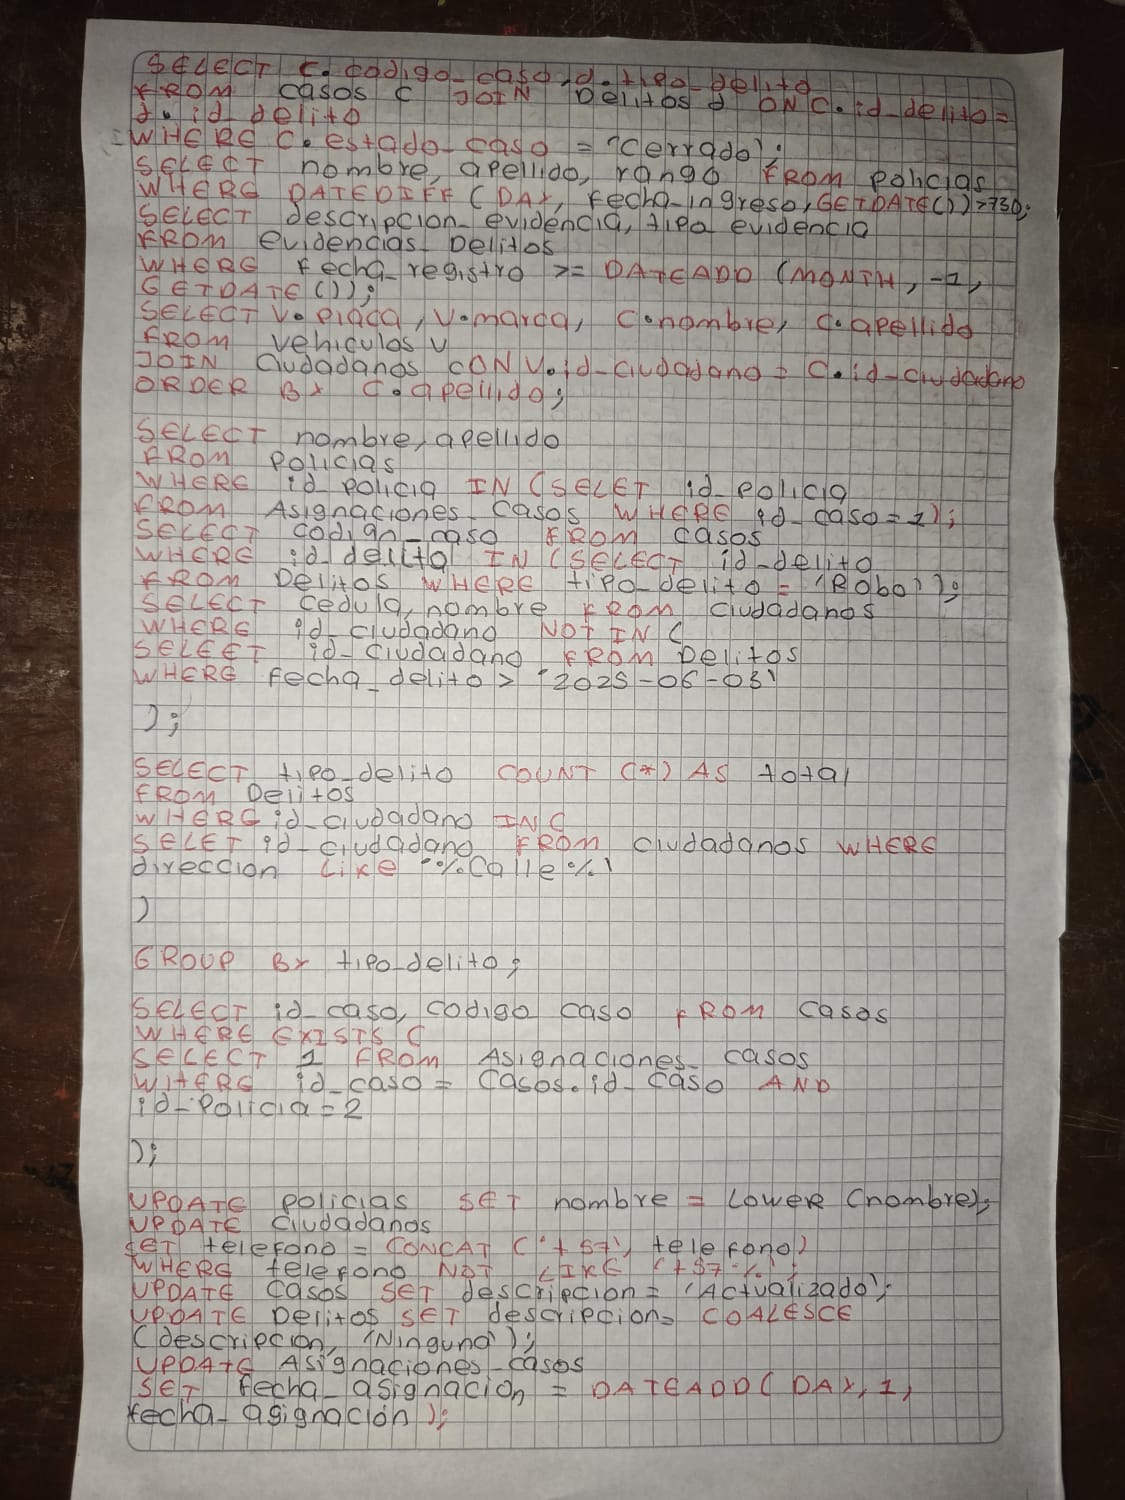 SELECT c.codigo_caso,d.tipo_delito
FROM casos c JOIN Delitos d ON C.id_delito=
d.id_delito
WHERE C.estado_caso = 'Cerrado';
SELECT nombre, apellido, rango FROM policias
WHERE DATEDIFF (DAY, fecha_ingreso, GETDATE())>730;
SELECT descripcion_evidencia, tipo evidencia
FROM evidencias_Delitos
WHERE fecha_registro >= DATEADD (MONTH, -1,
GETDATE());
SELECT v.placa, v.marca, c.nombre, c.apellido
FROM vehiculos v
JOIN Ciudadanos c ON v.id_ciudadano = C.id_ciudadano
ORDER BY C.apellido;
SELECT nombre, apellido
FROM policias
WHERE id_policia IN (SELET id_policia
FROM Asignaciones_Casos WHERE id_caso=1);
SELECT codign_caso FROM casos
WHERE id_delito IN (SELECT id_delito
FROM Delitos WHERE tipo_delito = 'Robo');
SELECT cedula, nombre FROM ciudadanos
WHERE id_ciudadano NOT IN (
SELECT id_ciudadano FROM Delitos
WHERE fecha_delito > '2025-06-03'
);
SELECT tipo_delito COUNT (*) AS total
FROM Delitos
WHERE id_ciudadano IN (
SELET id_ciudadano FROM ciudadanos WHERE
direccion Like '%Calle%'
)
GROUP BY tipo_delito;
SELECT id_caso, codigo caso FROM casos
WHERE EXISTS (
SELECT 1 FROM Asignaciones_casos
WHERE id_caso = Casos.id_caso AND
id_Policia=2
);
UPDATE policias SET nombre = Lower (nombre);
UPDATE Ciudadanos
SET telefono = CONCAT ('+57', telefono)
WHERE telefono NOT LIKE '+57%';
UPDATE Casos SET descripcion= 'Actualizado';
UPDATE Delitos SET descripcion= COALESCE
(descripcion, 'Ninguna');
UPDATE Asignaciones_casos
SET fecha_asignacion = DATEADD( DAY, 1,
fecha_asignación );